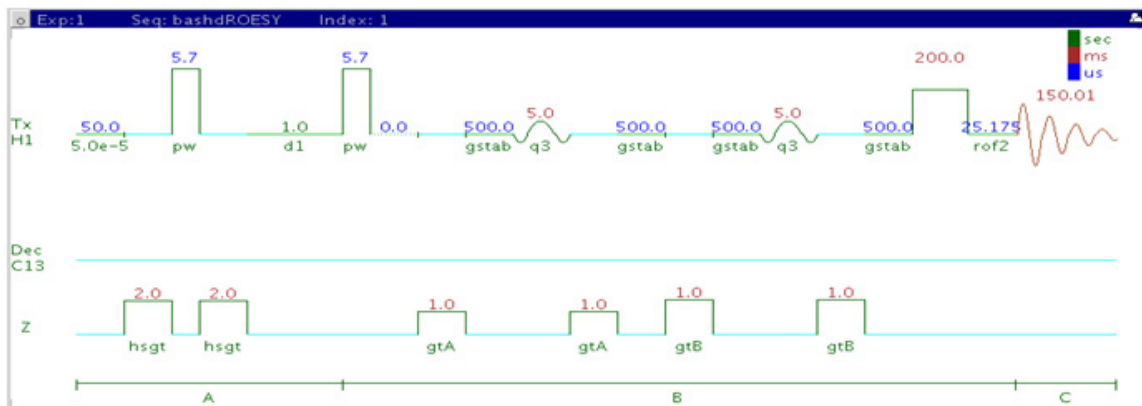 Exp:1 Seq: bashdROESY Index: 1
sec
ms
us
5.7 5.7 200.0
150.01
5.0 5.0
Tx
H1
50.0 1.0 0.0 500.0 500.0 500.0 500.0 25.175
5.0e-5 pw d1 pw gstab q3 gstab gstab q3 gstab rof2
Dec
C13
2.0 2.0 1.0 1.0 1.0 1.0
Z
hsgt hsgt gtA gtA gtB gtB
A B C